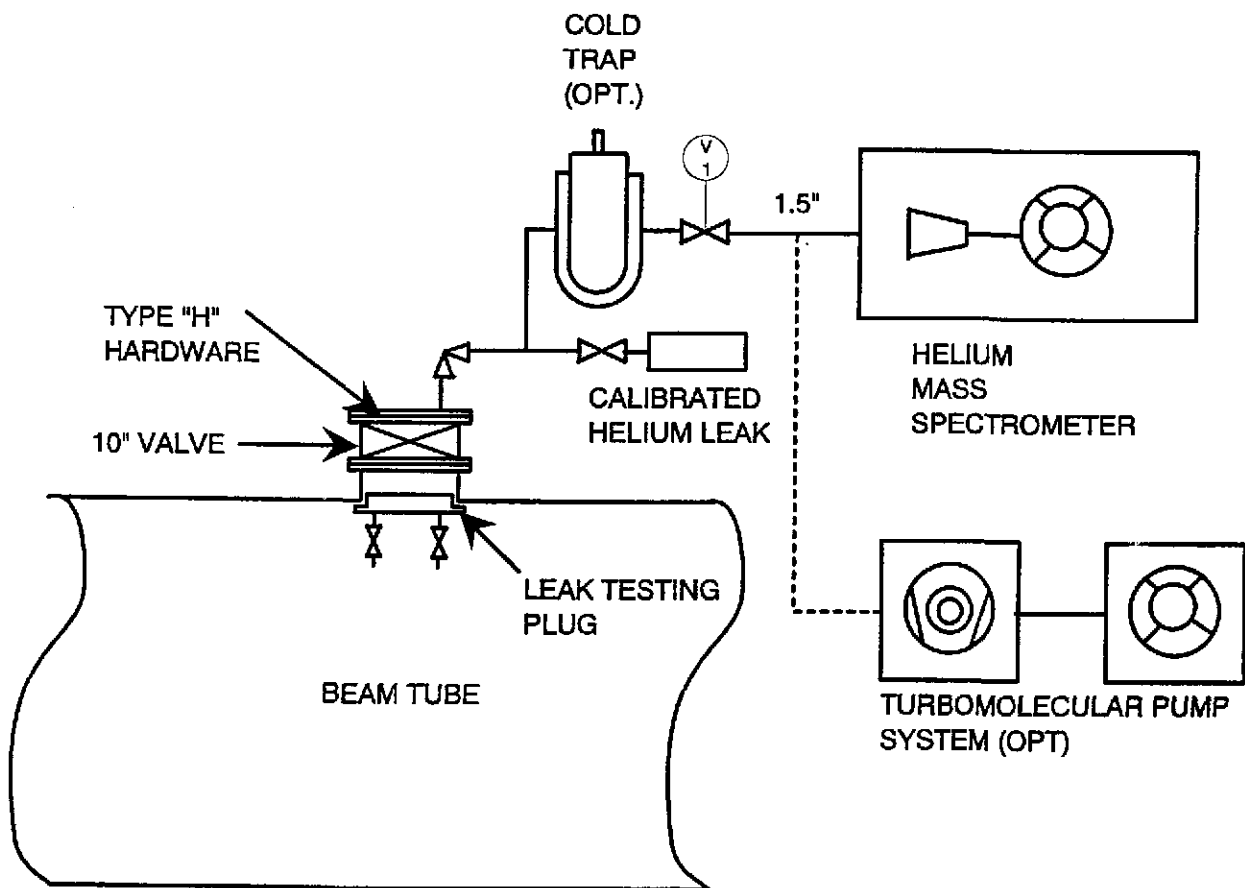 COLD
TRAP
(OPT.)
V
1
1.5"
TYPE "H"
HARDWARE
10" VALVE
CALIBRATED
HELIUM LEAK
HELIUM
MASS
SPECTROMETER
LEAK TESTING
PLUG
BEAM TUBE
TURBOMOLECULAR PUMP
SYSTEM (OPT)